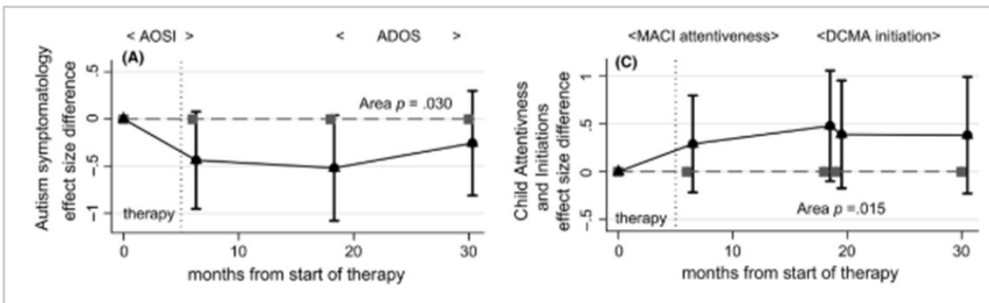 < AOSI >
< ADOS >
(A)
Autism symptomatology
effect size difference
.5
0
-.5
-1
Area p = .030
therapy
0 10 20 30
months from start of therapy
<MACI attentiveness>
<DCMA initiation>
(C)
Child Attentivness
and Initiations
effect size difference
1
.5
0
-.5
Area p =.015
therapy
0 10 20 30
months from start of therapy